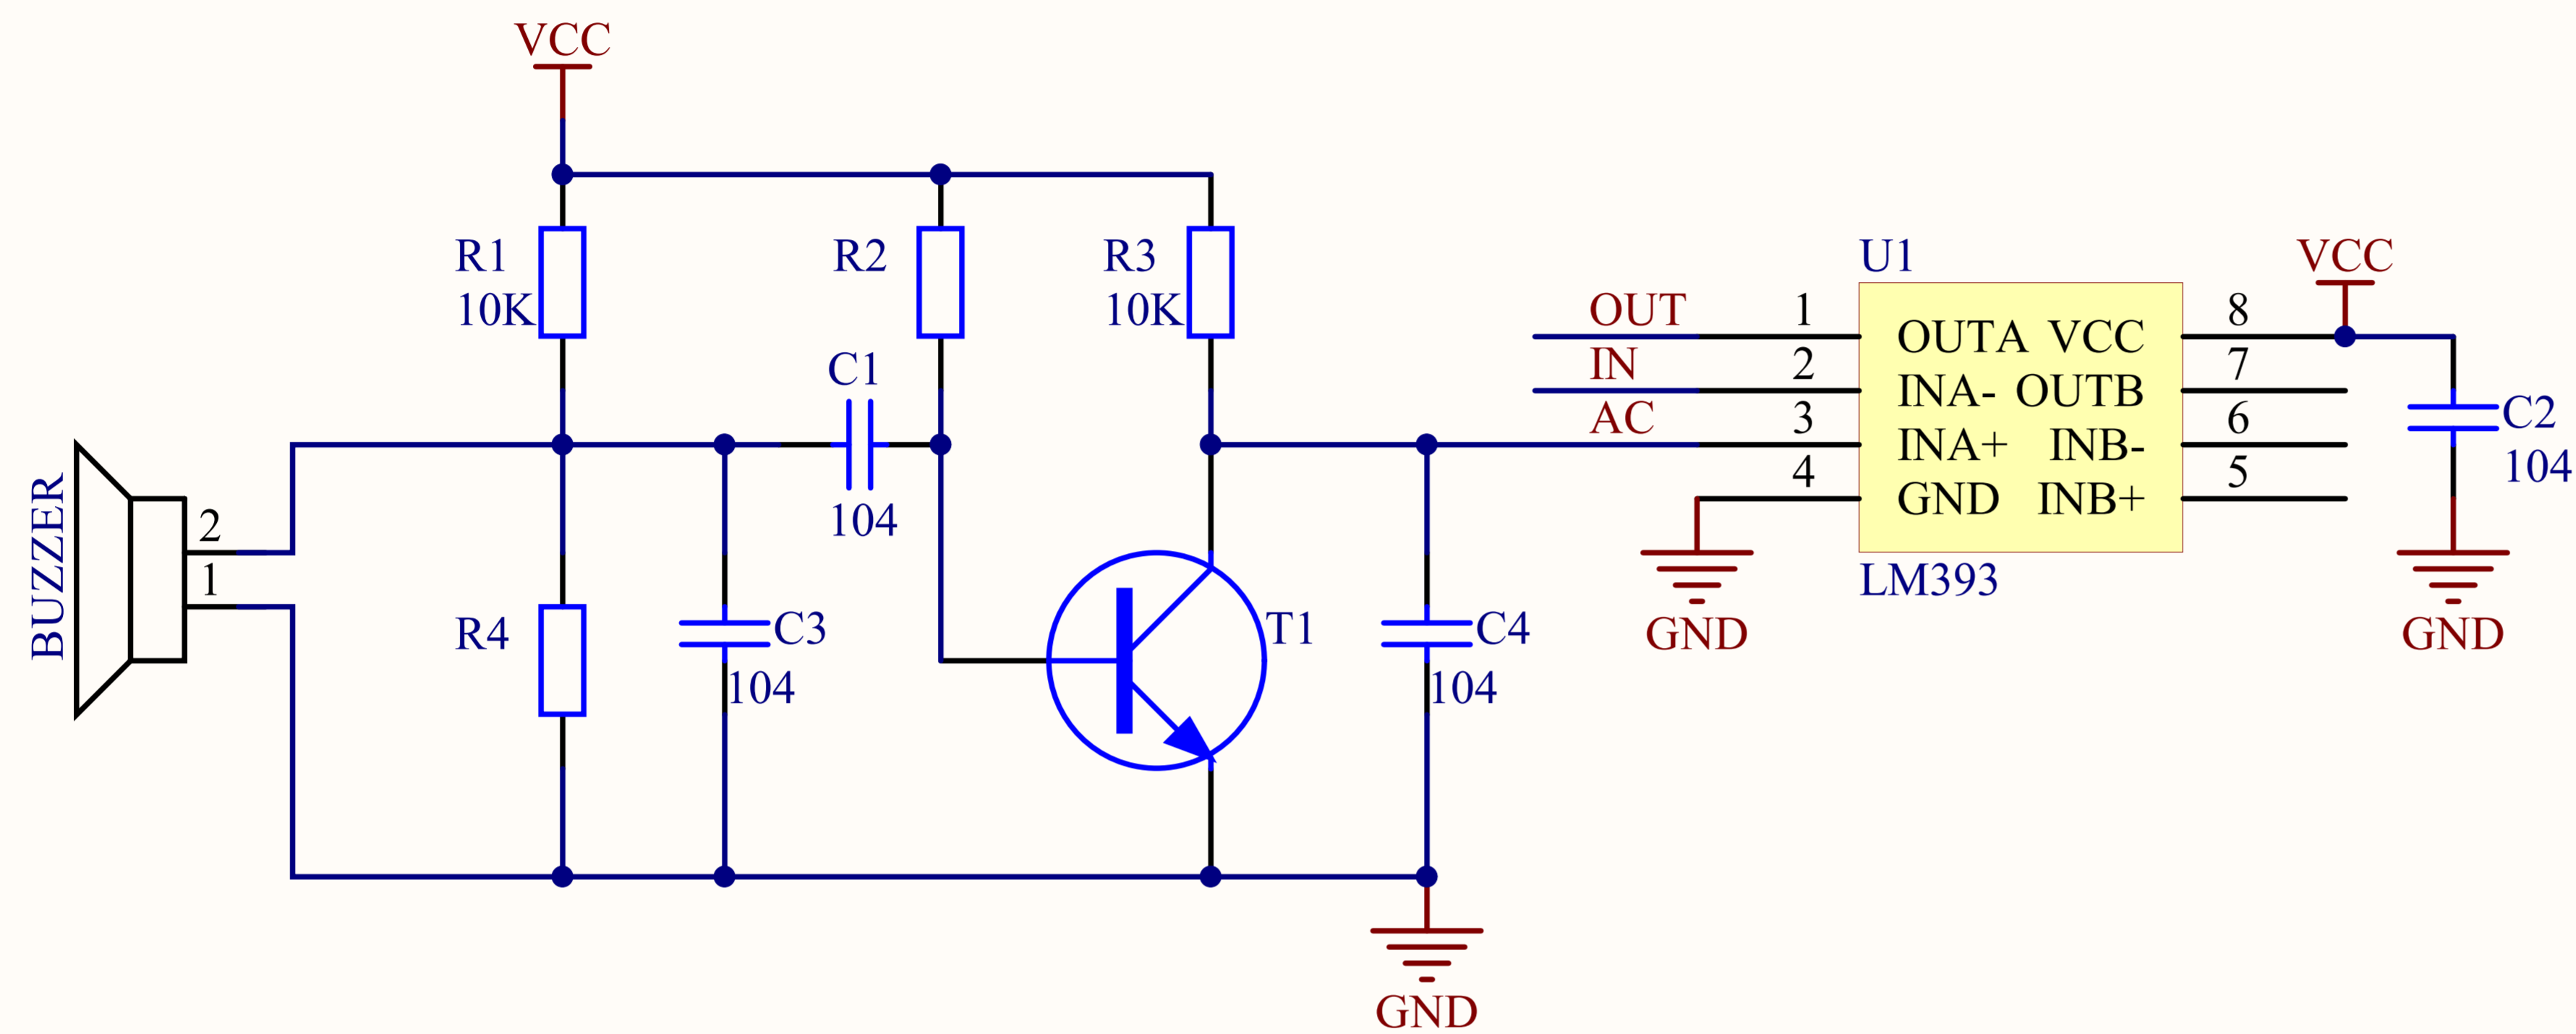 VCC
R1
10K
R2
R3
10K
C1
104
BUZZER
2
1
R4
C3
104
T1
C4
104
GND
U1
OUT
1
IN
2
AC
3
4
OUTA VCC
INA- OUTB
INA+ INB-
GND INB+
LM393
GND
8
7
6
5
VCC
C2
104
GND